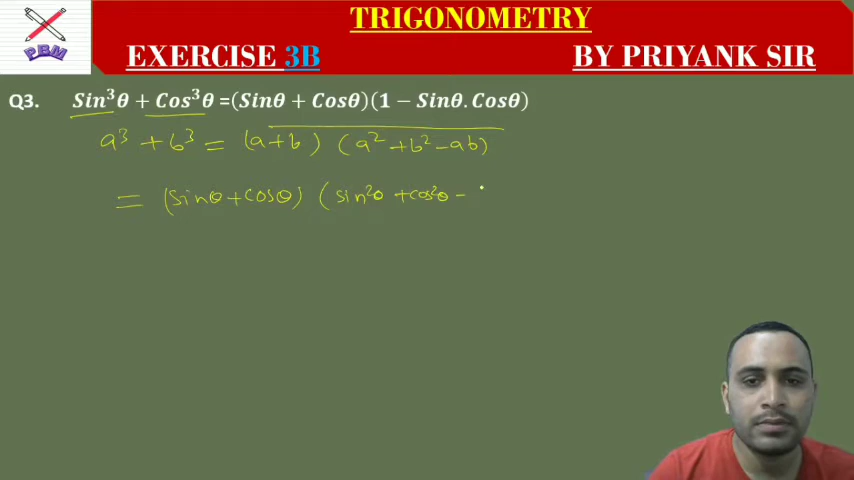 PBM
TRIGONOMETRY
EXERCISE 3B
BY PRIYANK SIR
Q3. Sin³θ + Cos³θ =(Sinθ + Cosθ)(1 − Sinθ.Cosθ)
a³ + b³ = (a+b) (a²+b²-ab)
= (sinθ+cosθ) (sin²θ +cos²θ -